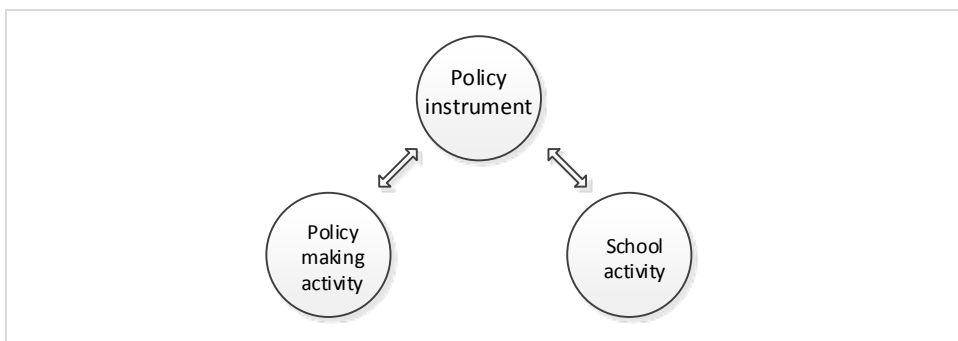 Policy
instrument
Policy
making
activity
School
activity